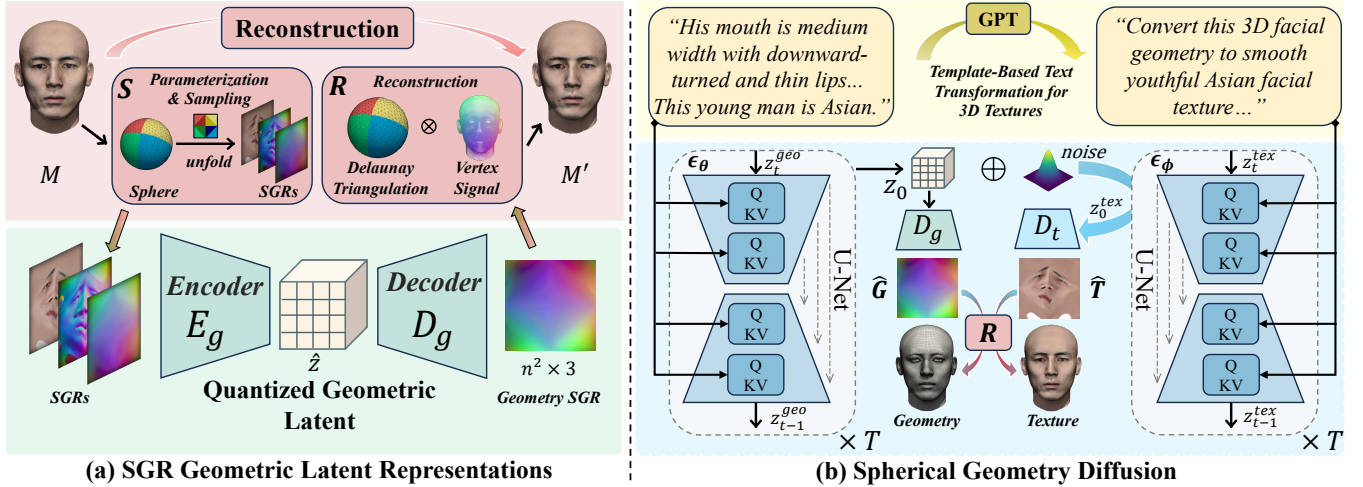 Reconstruction
S
Parameterization
& Sampling
unfold
Sphere
SGRs
R
Reconstruction
⊗
Delaunay
Triangulation
Vertex
Signal
M
M′
Encoder
E_g
Decoder
D_g
ẑ
n² × 3
SGRs
Quantized Geometric
Latent
Geometry SGR
(a) SGR Geometric Latent Representations
“His mouth is medium
width with downward-
turned and thin lips…
This young man is Asian.”
GPT
Template-Based Text
Transformation for
3D Textures
“Convert this 3D facial
geometry to smooth
youthful Asian facial
texture…”
ϵ_θ
z_t^geo
Q
KV
Q
KV
Q
KV
Q
KV
U-Net
z_{t−1}^geo
× T
z_0
⊕
noise
z_0^tex
D_g
D_t
Ĝ
T̂
R
Geometry
Texture
ϵ_ϕ
z_t^tex
Q
KV
Q
KV
Q
KV
Q
KV
U-Net
z_{t−1}^tex
× T
(b) Spherical Geometry Diffusion